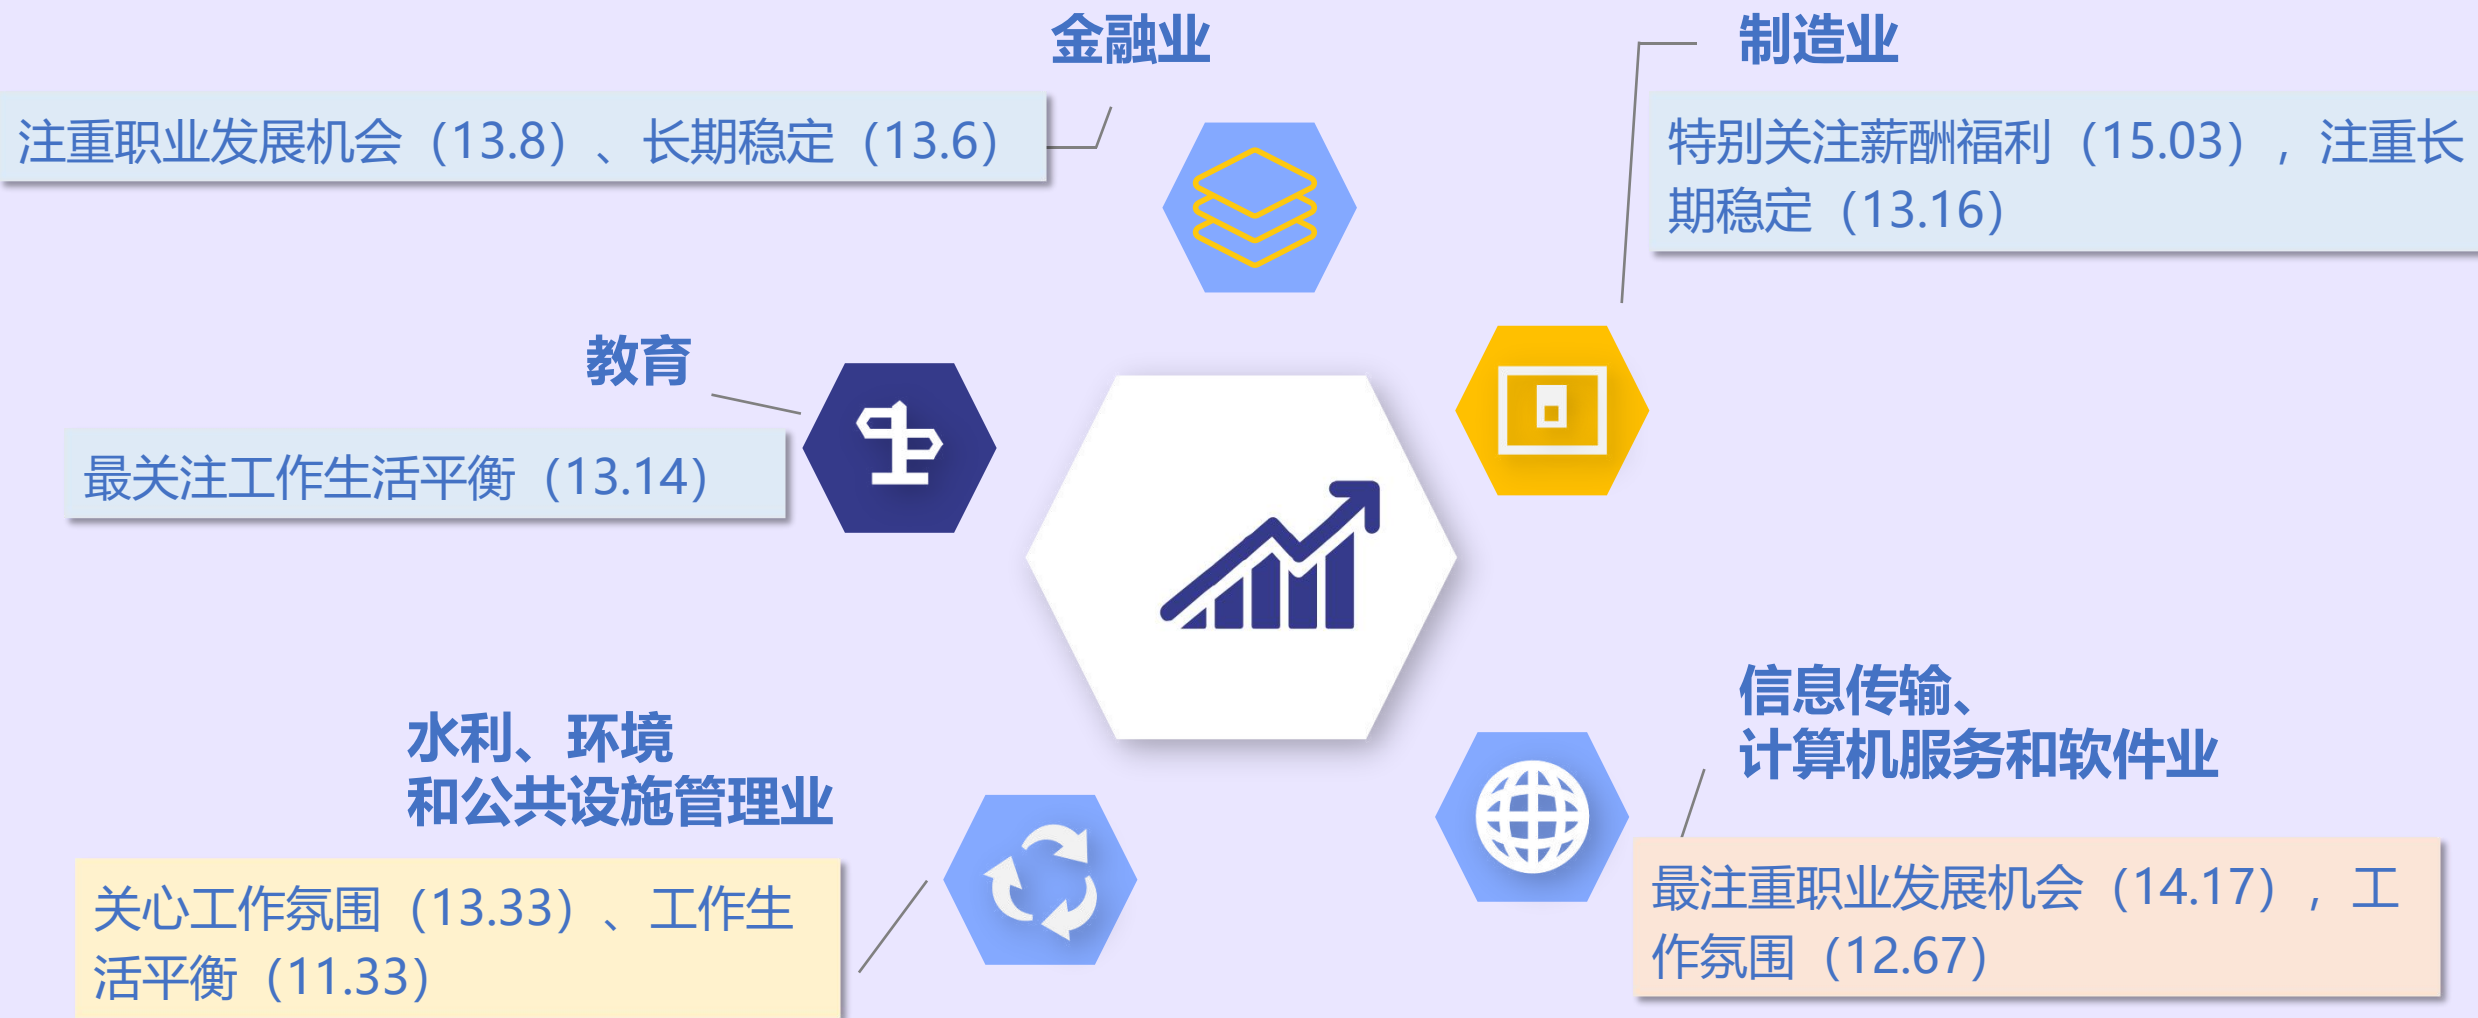 金融业
注重职业发展机会（13.8）、长期稳定（13.6）
制造业
特别关注薪酬福利（15.03），注重长
期稳定（13.16）
教育
最关注工作生活平衡（13.14）
水利、环境
和公共设施管理业
关心工作氛围（13.33）、工作生
活平衡（11.33）
信息传输、
计算机服务和软件业
最注重职业发展机会（14.17），工
作氛围（12.67）